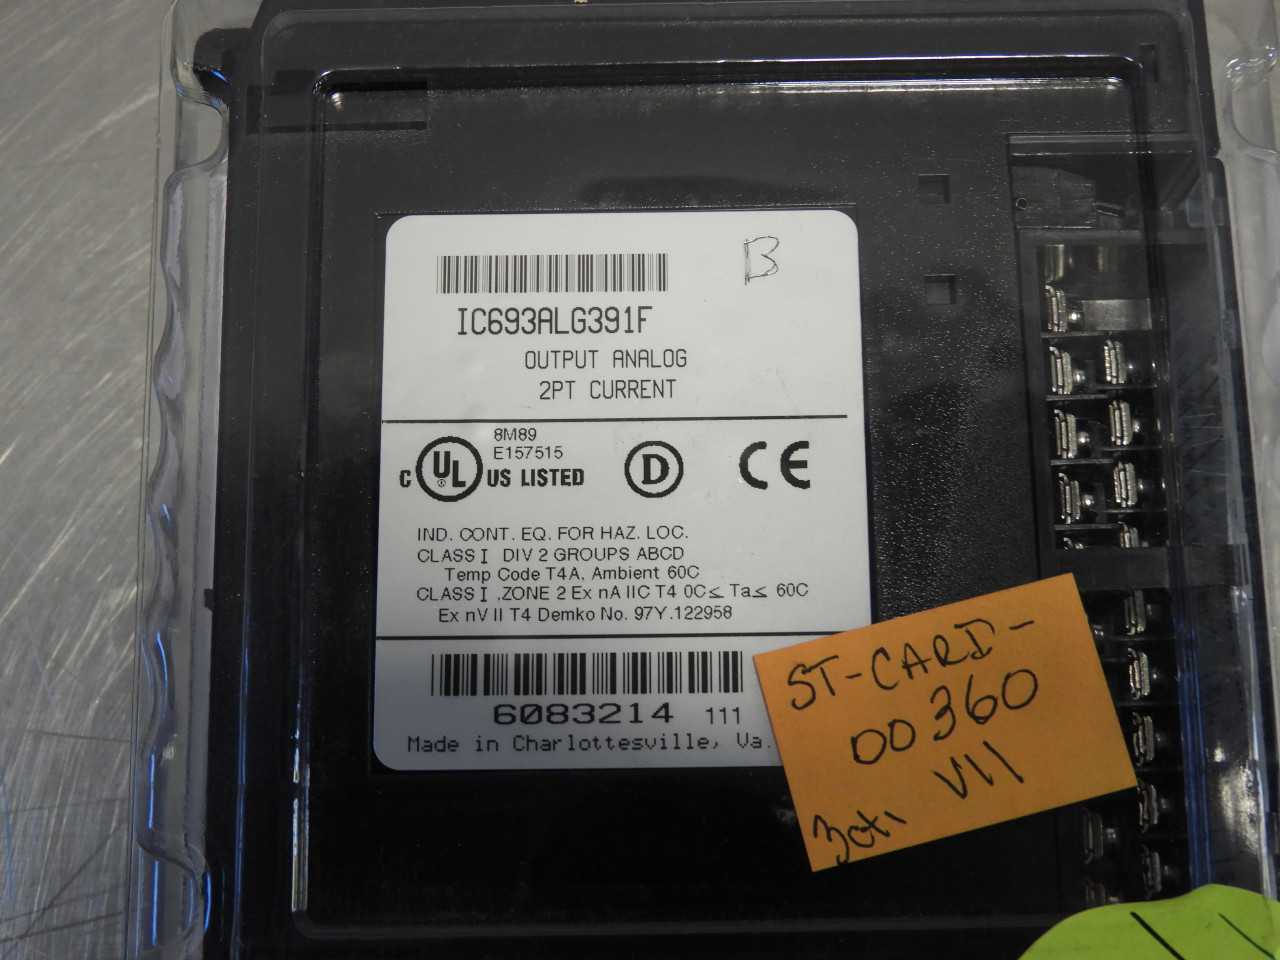 B
IC693ALG391F
OUTPUT ANALOG
2PT CURRENT
8M89
E157515
C UL US LISTED
D
CE
IND. CONT. EQ. FOR HAZ. LOC.
CLASS I DIV 2 GROUPS ABCD
Temp Code T4A, Ambient 60C
CLASS I ,ZONE 2 Ex nA IIC T4 0C≤ Ta≤ 60C
Ex nV II T4 Demko No. 97Y.122958
6083214 111
Made in Charlottesville, Va.
ST-CARD-
00360
V11